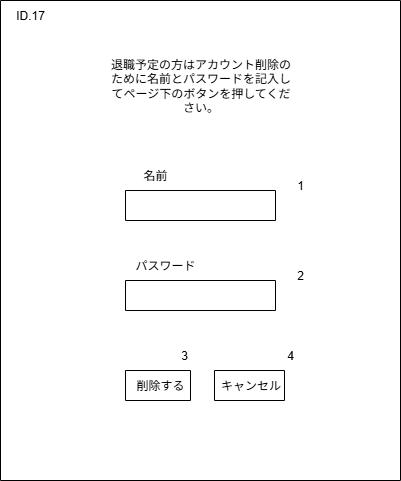 ID.17
退職予定の方はアカウント削除の
ために名前とパスワードを記入し
てページ下のボタンを押してくだ
さい。
名前
1
パスワード
2
3
4
削除する
キャンセル